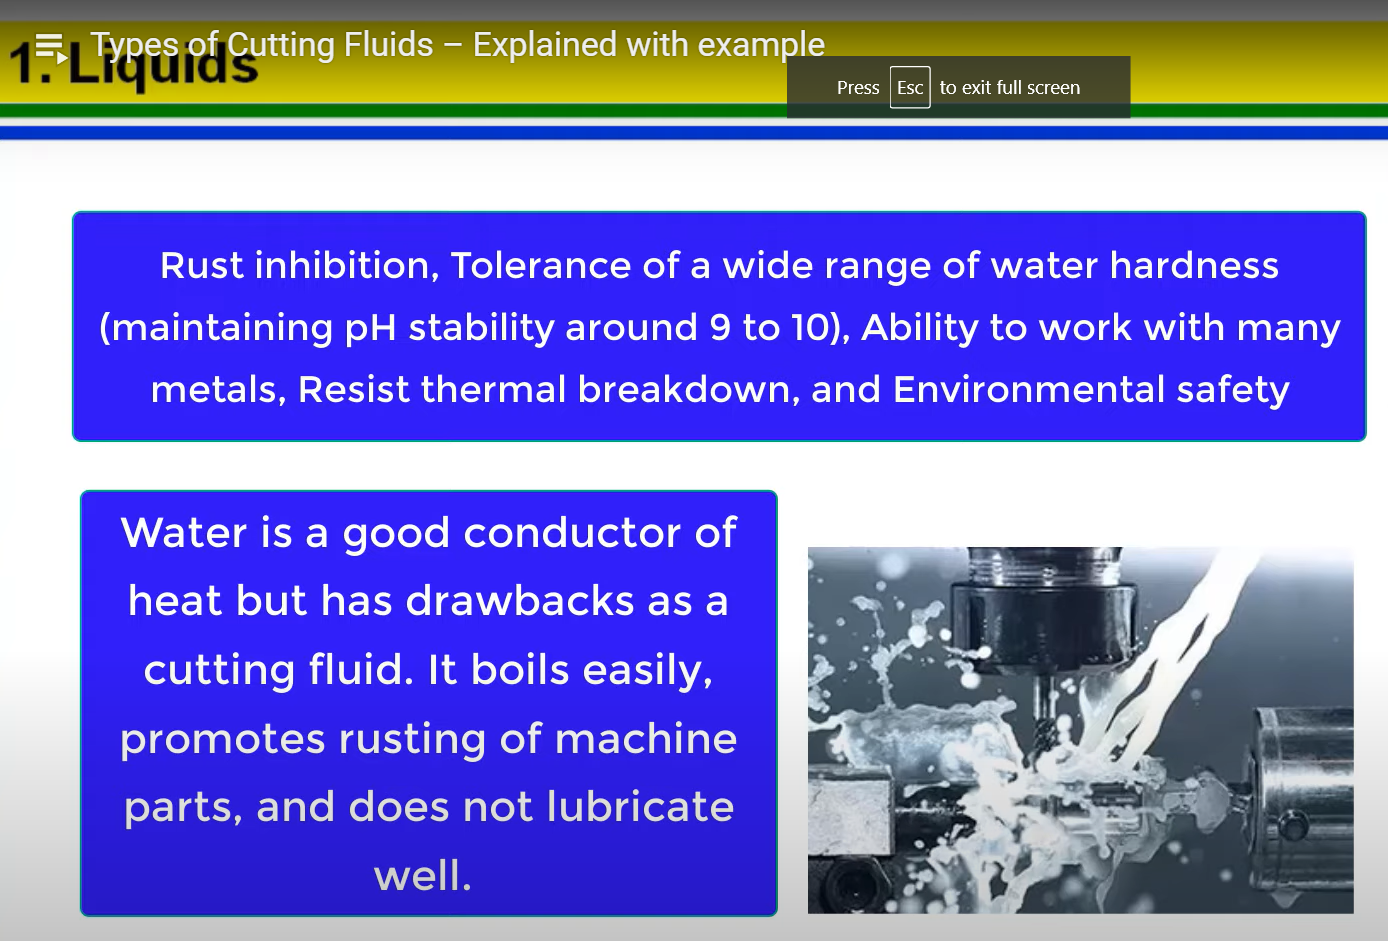 Types of Cutting Fluids – Explained with example
1. Liquids
Press Esc to exit full screen
Rust inhibition, Tolerance of a wide range of water hardness
(maintaining pH stability around 9 to 10), Ability to work with many
metals, Resist thermal breakdown, and Environmental safety
Water is a good conductor of
heat but has drawbacks as a
cutting fluid. It boils easily,
promotes rusting of machine
parts, and does not lubricate
well.